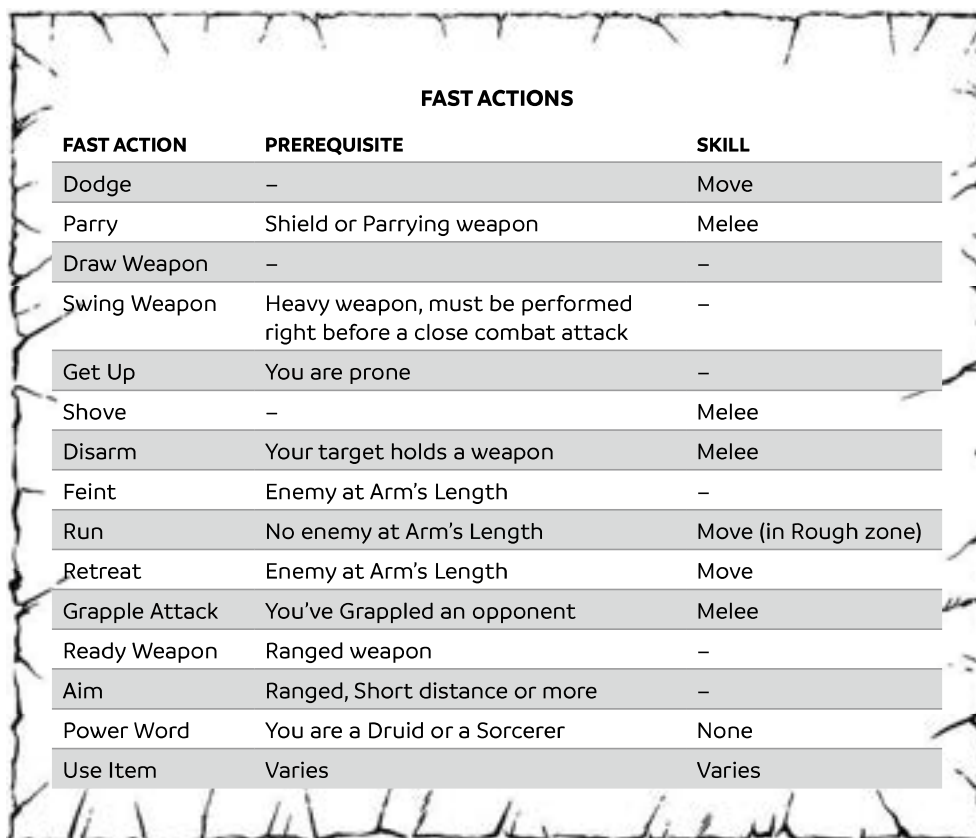 FAST ACTIONS
FAST ACTION PREREQUISITE SKILL
Dodge – Move
Parry Shield or Parrying weapon Melee
Draw Weapon – –
Swing Weapon Heavy weapon, must be performed –
right before a close combat attack
Get Up You are prone –
Shove – Melee
Disarm Your target holds a weapon Melee
Feint Enemy at Arm’s Length –
Run No enemy at Arm’s Length Move (in Rough zone)
Retreat Enemy at Arm’s Length Move
Grapple Attack You’ve Grappled an opponent Melee
Ready Weapon Ranged weapon –
Aim Ranged, Short distance or more –
Power Word You are a Druid or a Sorcerer None
Use Item Varies Varies